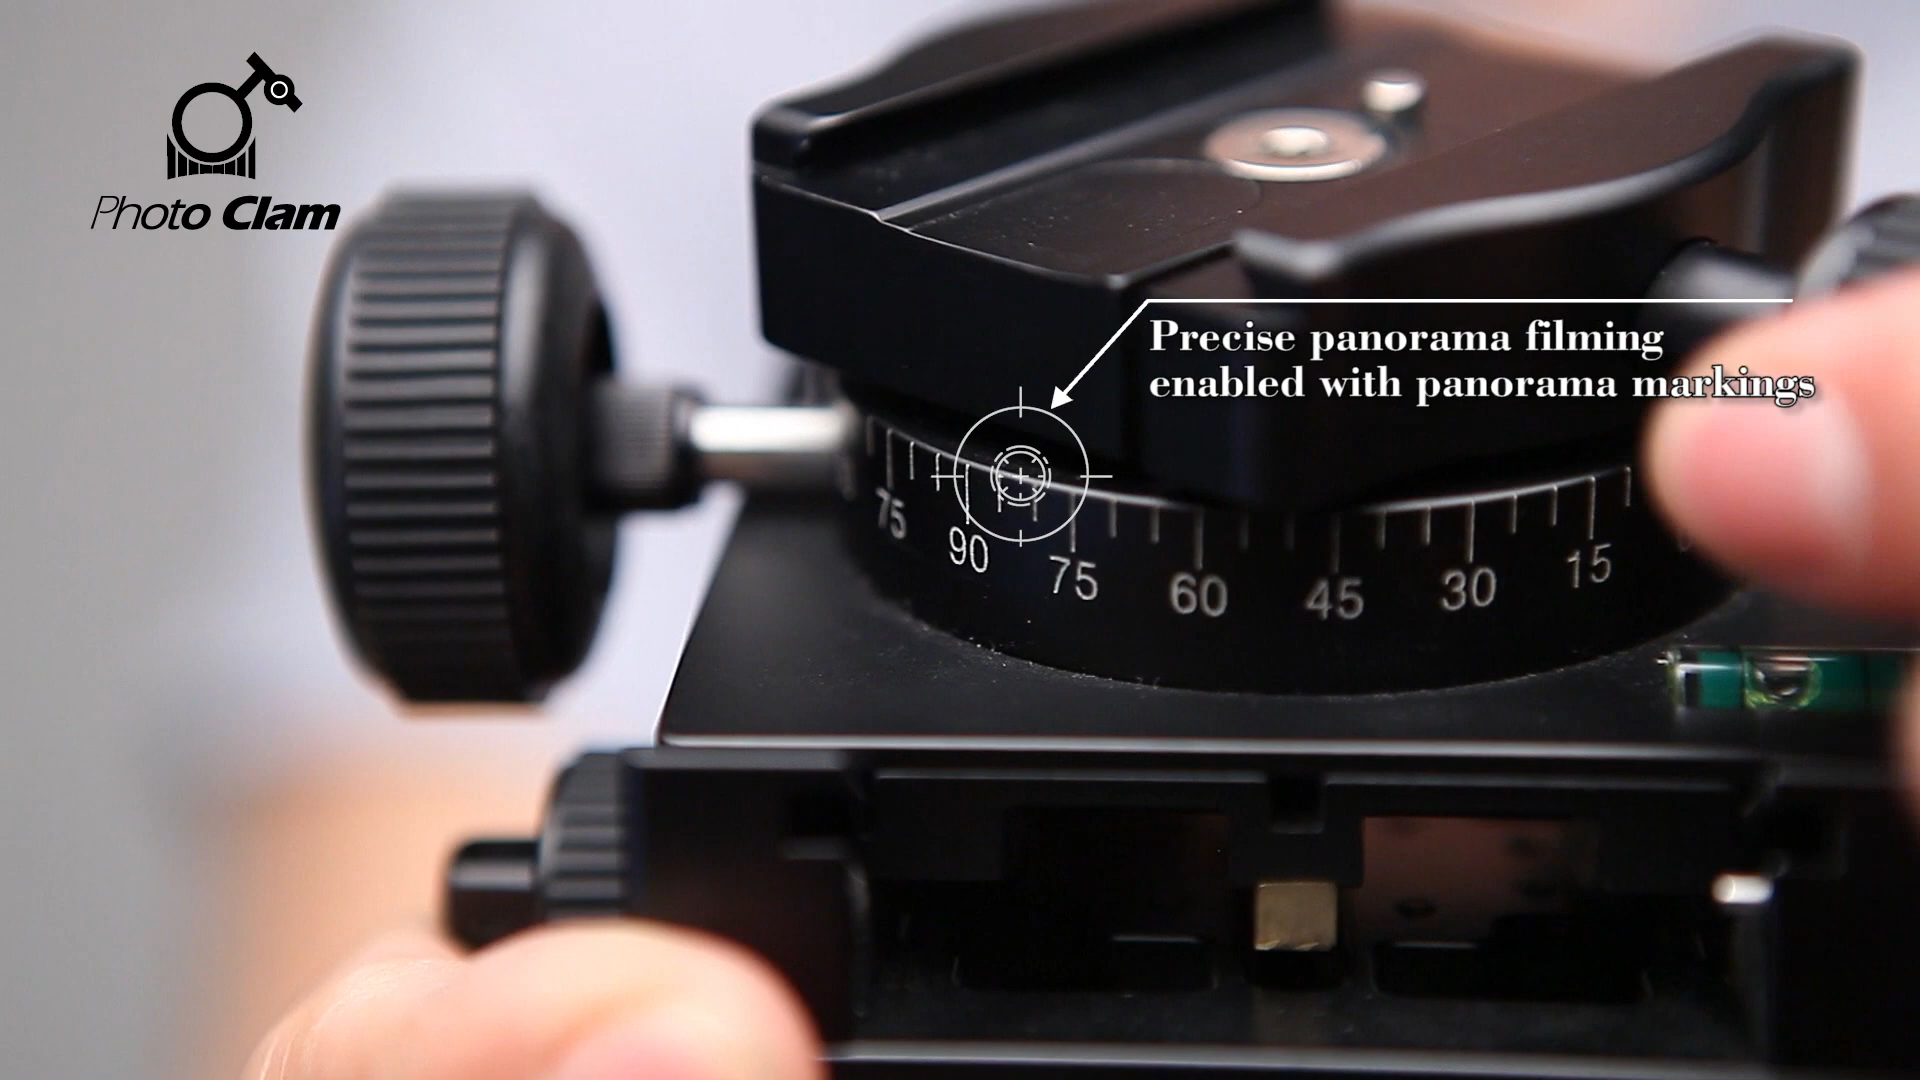 Photo Clam
Precise panorama filming
enabled with panorama markings
75 90 75 60 45 30 15